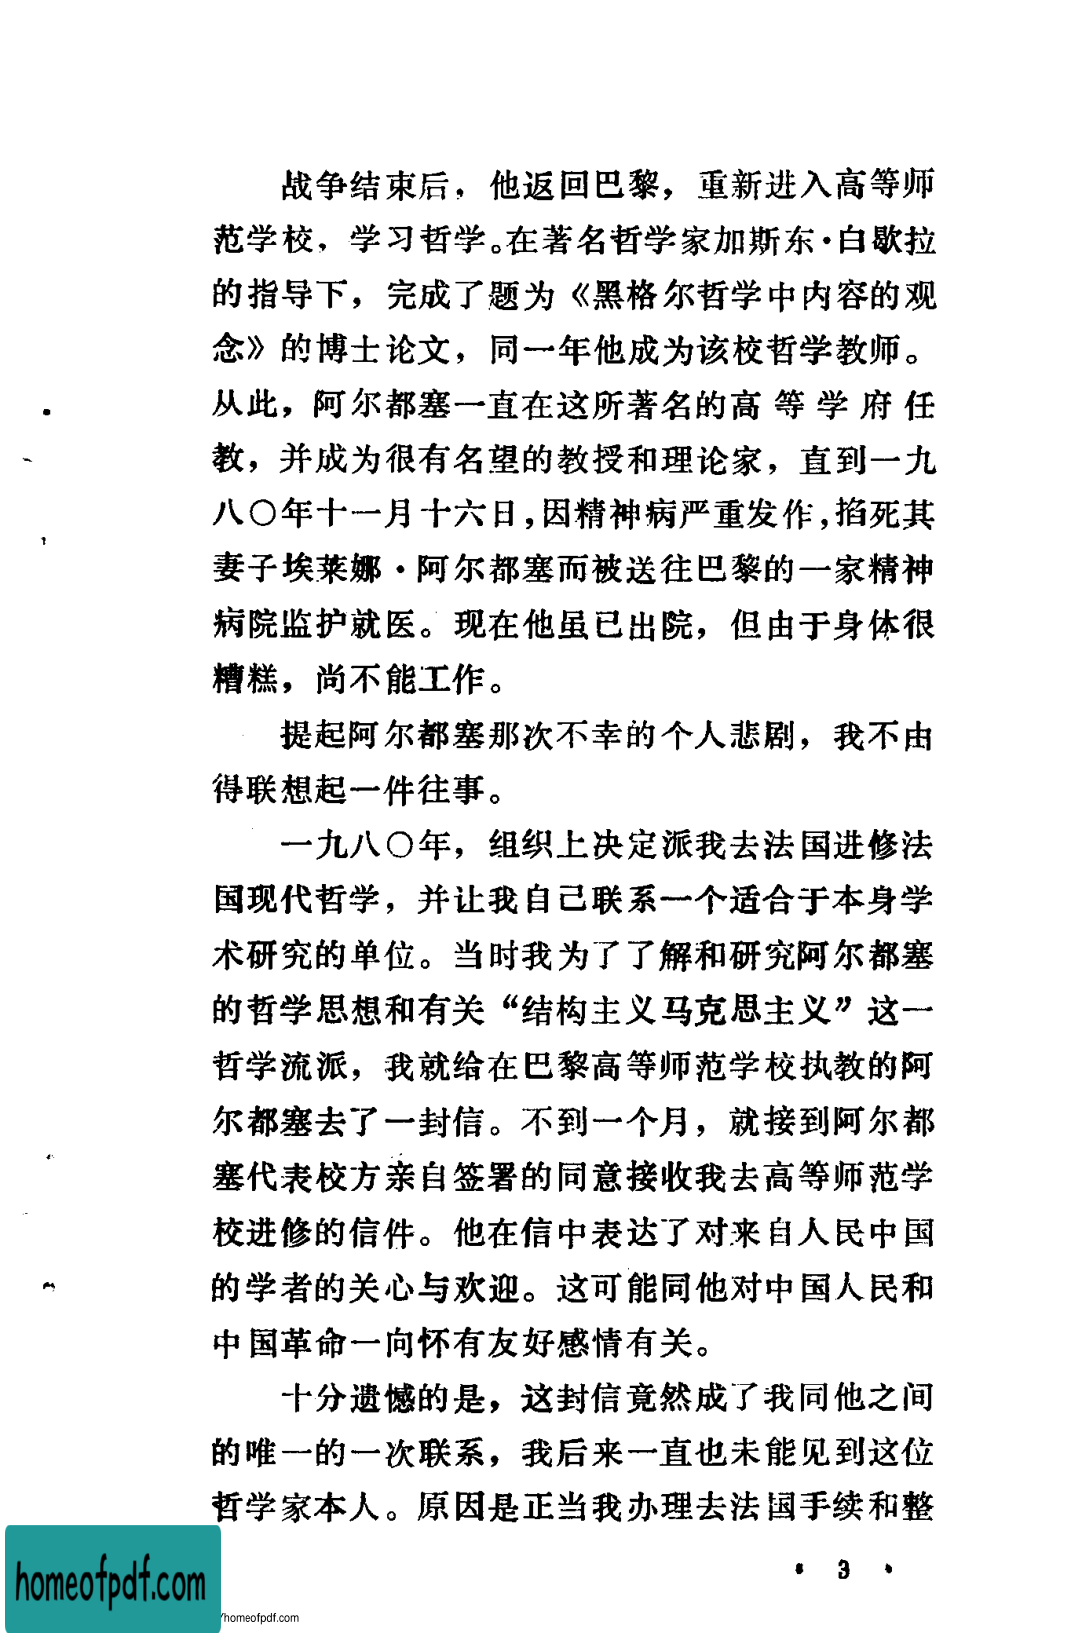 战争结束后，他返回巴黎，重新进入高等师
范学校，学习哲学。在著名哲学家加斯东·白歇拉
的指导下，完成了题为《黑格尔哲学中内容的观
念》的博士论文，同一年他成为该校哲学教师。
从此，阿尔都塞一直在这所著名的高等学府任
教，并成为很有名望的教授和理论家，直到一九
八〇年十一月十六日，因精神病严重发作，掐死其
妻子埃莱娜·阿尔都塞而被送往巴黎的一家精神
病院监护就医。现在他虽已出院，但由于身体很
糟糕，尚不能工作。
提起阿尔都塞那次不幸的个人悲剧，我不由
得联想起一件往事。
一九八〇年，组织上决定派我去法国进修法
国现代哲学，并让我自己联系一个适合于本身学
术研究的单位。当时我为了了解和研究阿尔都塞
的哲学思想和有关“结构主义马克思主义”这一
哲学流派，我就给在巴黎高等师范学校执教的阿
尔都塞去了一封信。不到一个月，就接到阿尔都
塞代表校方亲自签署的同意接收我去高等师范学
校进修的信件。他在信中表达了对来自人民中国
的学者的关心与欢迎。这可能同他对中国人民和
中国革命一向怀有友好感情有关。
十分遗憾的是，这封信竟然成了我同他之间
的唯一的一次联系，我后来一直也未能见到这位
哲学家本人。原因是正当我办理去法国手续和整
• 3 •
homeofpdf.com
/homeofpdf.com